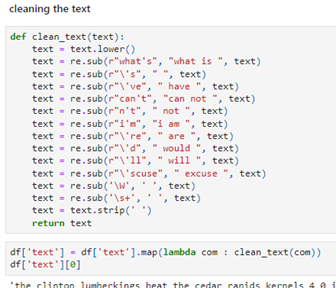 cleaning the text
def clean_text(text):
    text = text.lower()
    text = re.sub(r"what's", "what is ", text)
    text = re.sub(r"\'s", " ", text)
    text = re.sub(r"\'ve", " have ", text)
    text = re.sub(r"can't", "can not ", text)
    text = re.sub(r"n't", " not ", text)
    text = re.sub(r"i'm", "i am ", text)
    text = re.sub(r"\'re", " are ", text)
    text = re.sub(r"\'d", " would ", text)
    text = re.sub(r"\'ll", " will ", text)
    text = re.sub(r"\'scuse", " excuse ", text)
    text = re.sub('\W', ' ', text)
    text = re.sub('\s+', ' ', text)
    text = text.strip(' ')
    return text
df['text'] = df['text'].map(lambda com : clean_text(com))
df['text'][0]
'the clinton lumberkings beat the cedar rapids kernels 4 0